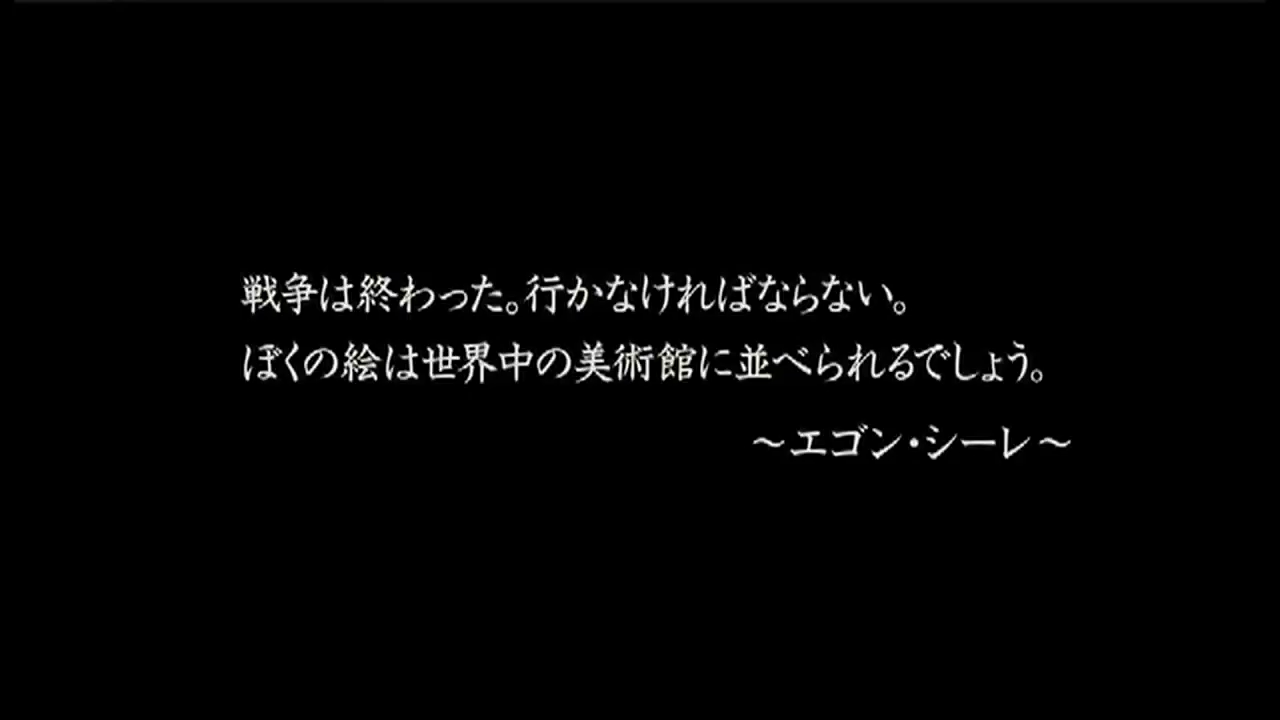 戦争は終わった。行かなければならない。
ぼくの絵は世界中の美術館に並べられるでしょう。
～エゴン・シーレ～